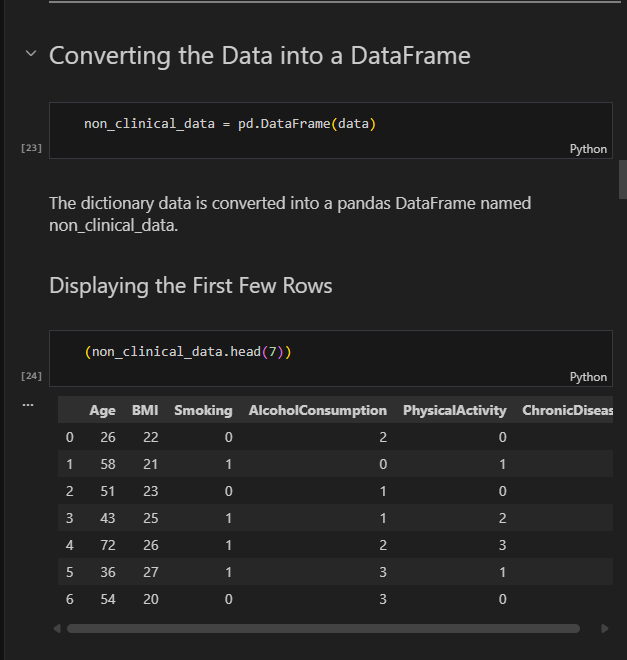 Converting the Data into a DataFrame
non_clinical_data = pd.DataFrame(data)
[23]
Python
The dictionary data is converted into a pandas DataFrame named
non_clinical_data.
Displaying the First Few Rows
(non_clinical_data.head(7))
[24]
Python
...
Age BMI Smoking AlcoholConsumption PhysicalActivity ChronicDiseas
0 26 22 0 2 0
1 58 21 1 0 1
2 51 23 0 1 0
3 43 25 1 1 2
4 72 26 1 2 3
5 36 27 1 3 1
6 54 20 0 3 0